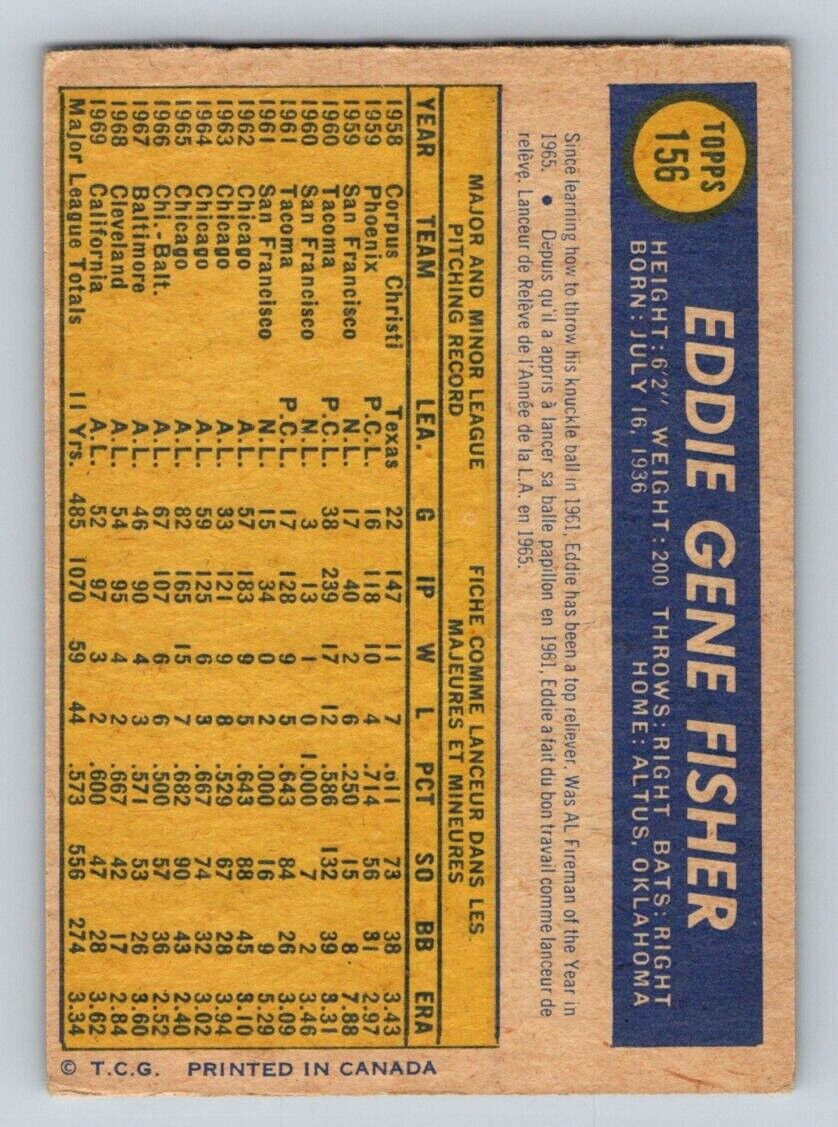 TOPPS
156
EDDIE GENE FISHER
HEIGHT: 6'2" WEIGHT: 200 THROWS: RIGHT BATS: RIGHT
BORN: JULY 16, 1936 HOME: ALTUS, OKLAHOMA
Since learning how to throw his knuckle ball in 1961, Eddie has been a top reliever. Was AL Fireman of the Year in
1965. • Depuis qu'il a appris à lancer sa balle papillon en 1961, Eddie a fait du bon travail comme lanceur de
relève. Lanceur de Relève de l'Année de la L.A. en 1965.
MAJOR AND MINOR LEAGUE FICHE COMME LANCEUR DANS LES
PITCHING RECORD MAJEURES ET MINEURES
YEAR TEAM LEA. G IP W L PCT SO BB ERA
1958 Corpus Christi Texas 22 147 11 7 .611 73 38 3.43
1959 Phoenix P.C.L. 16 118 10 4 .714 56 31 2.97
1959 San Francisco N.L. 17 40 2 6 .250 15 8 7.88
1960 Tacoma P.C.L. 38 239 17 12 .586 132 39 3.31
1960 San Francisco N.L. 3 13 1 0 1.000 7 2 3.46
1961 Tacoma P.C.L. 17 128 9 5 .643 84 26 3.09
1961 San Francisco N.L. 15 34 0 2 .000 16 9 5.29
1962 Chicago A.L. 57 183 9 5 .643 88 45 3.10
1963 Chicago A.L. 33 121 9 8 .529 67 28 3.94
1964 Chicago A.L. 59 125 6 3 .667 74 32 3.02
1965 Chicago A.L. 82 165 15 7 .682 90 43 2.40
1966 Chi.-Balt. A.L. 67 107 6 6 .500 57 36 2.52
1967 Baltimore A.L. 46 90 4 3 .571 53 26 3.60
1968 Cleveland A.L. 54 95 4 2 .667 42 17 2.84
1969 California A.L. 52 97 3 2 .600 47 28 3.62
Major League Totals 11 Yrs. 485 1070 59 44 .573 556 274 3.34
© T.C.G. PRINTED IN CANADA